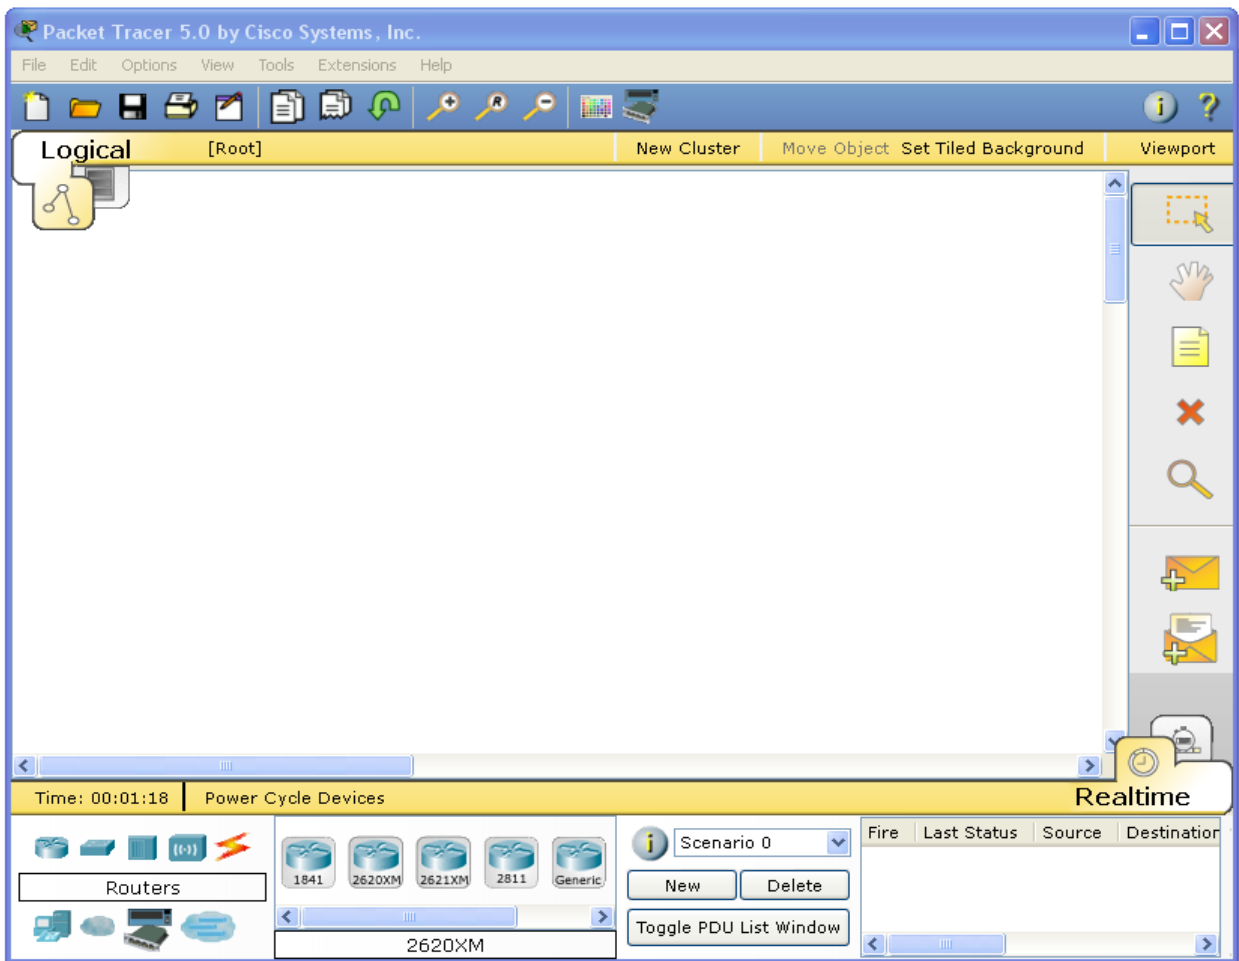 Packet Tracer 5.0 by Cisco Systems, Inc.
File Edit Options View Tools Extensions Help
Logical [Root] New Cluster Move Object Set Tiled Background Viewport
Time: 00:01:18 Power Cycle Devices Realtime
Fire Last Status Source Destination
Scenario 0
1841 2620XM 2621XM 2811 Generic
Routers
New Delete
Toggle PDU List Window
2620XM